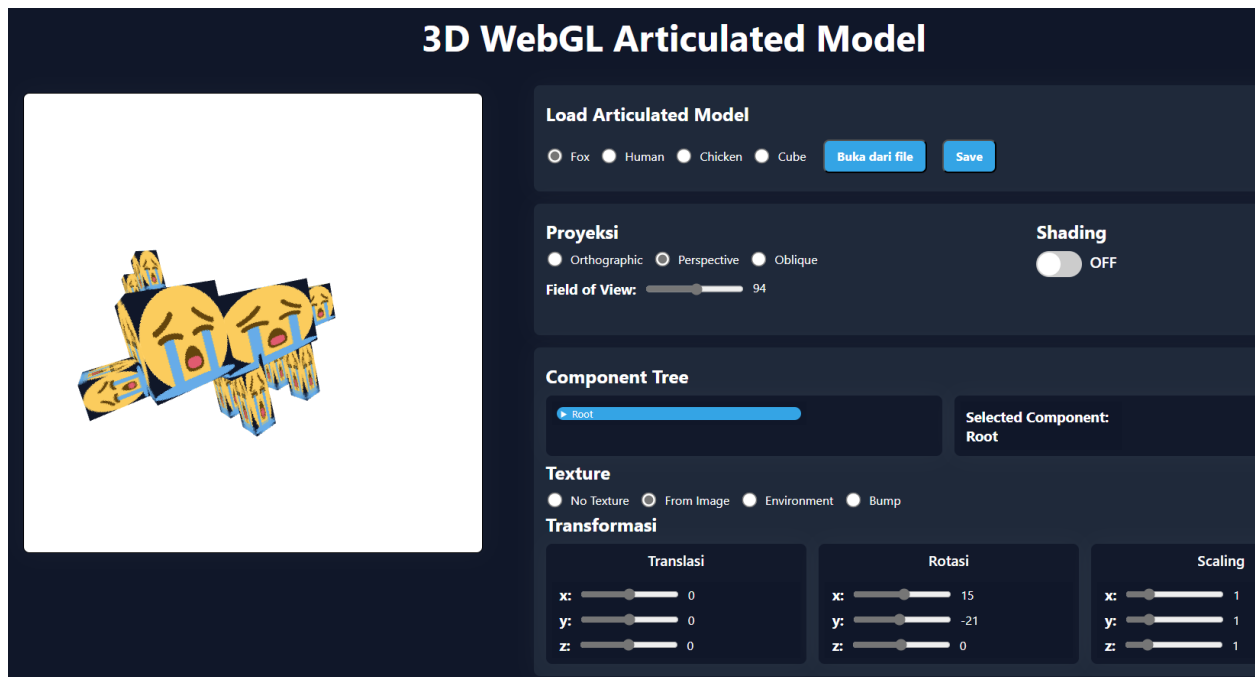 3D WebGL Articulated Model
Load Articulated Model
Fox Human Chicken Cube Buka dari file Save
Proyeksi
Orthographic Perspective Oblique
Field of View: 94
Shading
OFF
Component Tree
► Root
Selected Component:
Root
Texture
No Texture From Image Environment Bump
Transformasi
Translasi
x: 0
y: 0
z: 0
Rotasi
x: 15
y: -21
z: 0
Scaling
x: 1
y: 1
z: 1